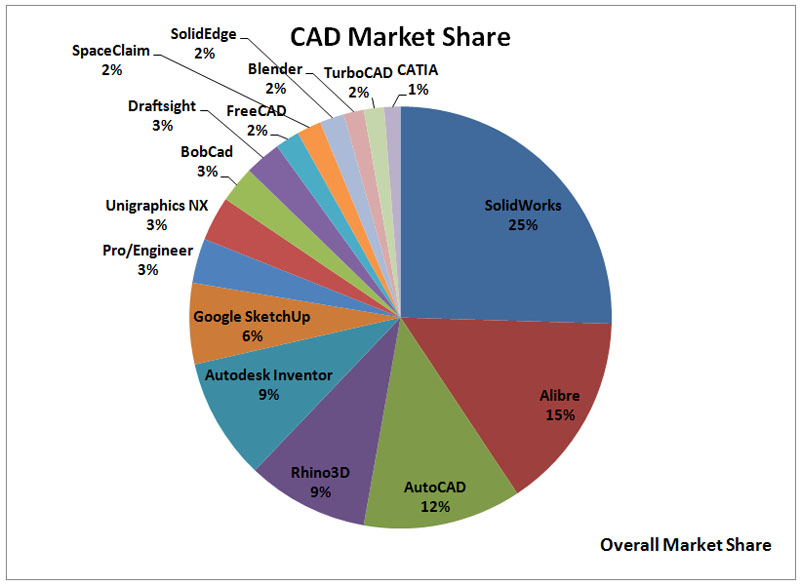 CAD Market Share
SolidWorks
25%
Alibre
15%
AutoCAD
12%
Rhino3D
9%
Autodesk Inventor
9%
Google SketchUp
6%
Pro/Engineer
3%
Unigraphics NX
3%
BobCad
3%
Draftsight
3%
FreeCAD
2%
SpaceClaim
2%
SolidEdge
2%
Blender
2%
TurboCAD
2%
CATIA
1%
Overall Market Share